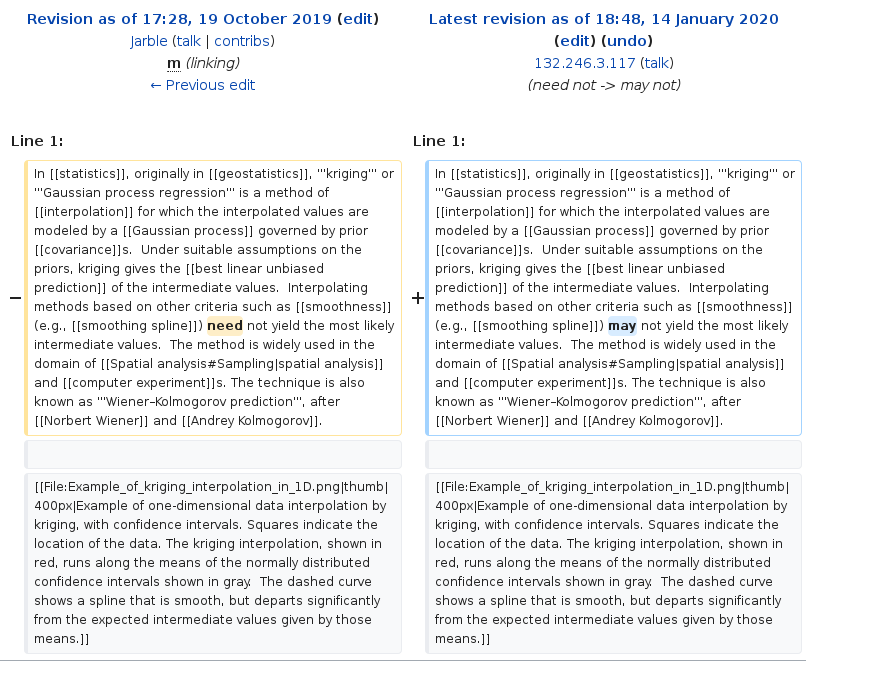 Revision as of 17:28, 19 October 2019 (edit)
Jarble (talk | contribs)
m (linking)
← Previous edit
Latest revision as of 18:48, 14 January 2020
(edit) (undo)
132.246.3.117 (talk)
(need not -> may not)
Line 1:
In [[statistics]], originally in [[geostatistics]], '''kriging''' or
'''Gaussian process regression''' is a method of
[[interpolation]] for which the interpolated values are
modeled by a [[Gaussian process]] governed by prior
[[covariance]]s.  Under suitable assumptions on the
priors, kriging gives the [[best linear unbiased
prediction]] of the intermediate values.  Interpolating
− methods based on other criteria such as [[smoothness]]
(e.g., [[smoothing spline]]) need not yield the most likely
intermediate values.  The method is widely used in the
domain of [[Spatial analysis#Sampling|spatial analysis]]
and [[computer experiment]]s. The technique is also
known as '''Wiener–Kolmogorov prediction''', after
[[Norbert Wiener]] and [[Andrey Kolmogorov]].
[[File:Example_of_kriging_interpolation_in_1D.png|thumb|
400px|Example of one-dimensional data interpolation by
kriging, with confidence intervals. Squares indicate the
location of the data. The kriging interpolation, shown in
red, runs along the means of the normally distributed
confidence intervals shown in gray.  The dashed curve
shows a spline that is smooth, but departs significantly
from the expected intermediate values given by those
means.]]
Line 1:
In [[statistics]], originally in [[geostatistics]], '''kriging''' or
'''Gaussian process regression''' is a method of
[[interpolation]] for which the interpolated values are
modeled by a [[Gaussian process]] governed by prior
[[covariance]]s.  Under suitable assumptions on the
priors, kriging gives the [[best linear unbiased
prediction]] of the intermediate values.  Interpolating
+ methods based on other criteria such as [[smoothness]]
(e.g., [[smoothing spline]]) may not yield the most likely
intermediate values.  The method is widely used in the
domain of [[Spatial analysis#Sampling|spatial analysis]]
and [[computer experiment]]s. The technique is also
known as '''Wiener–Kolmogorov prediction''', after
[[Norbert Wiener]] and [[Andrey Kolmogorov]].
[[File:Example_of_kriging_interpolation_in_1D.png|thumb|
400px|Example of one-dimensional data interpolation by
kriging, with confidence intervals. Squares indicate the
location of the data. The kriging interpolation, shown in
red, runs along the means of the normally distributed
confidence intervals shown in gray.  The dashed curve
shows a spline that is smooth, but departs significantly
from the expected intermediate values given by those
means.]]